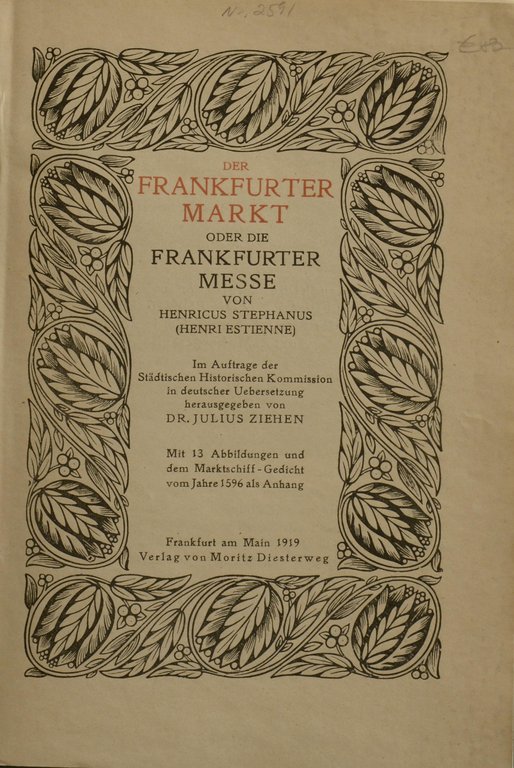 No. 2591
DER
FRANKFURTER
MARKT
ODER DIE
FRANKFURTER
MESSE
VON
HENRICUS STEPHANUS
(HENRI ESTIENNE)
Im Auftrage der
Städtischen Historischen Kommission
in deutscher Uebersetzung
herausgegeben von
DR. JULIUS ZIEHEN
Mit 13 Abbildungen und
dem Marktschiff-Gedicht
vom Jahre 1596 als Anhang
Frankfurt am Main 1919
Verlag von Moritz Diesterweg